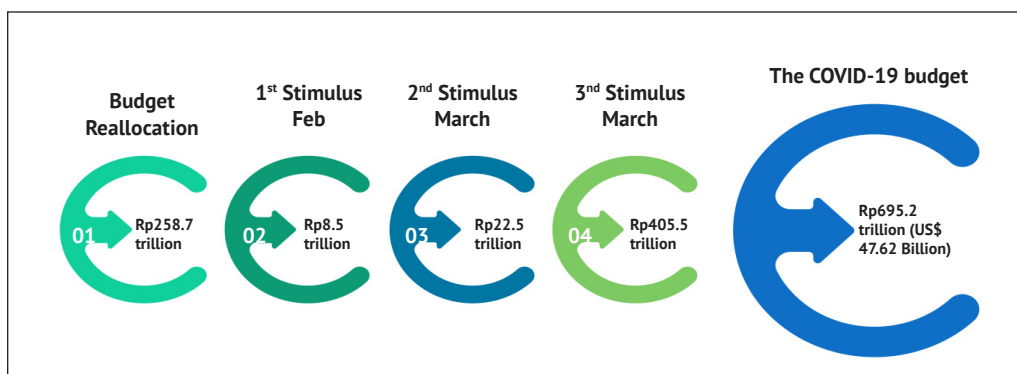 Budget
Reallocation
1st Stimulus
Feb
2nd Stimulus
March
3nd Stimulus
March
The COVID-19 budget
01
Rp258.7
trillion
02
Rp8.5
trillion
03
Rp22.5
trillion
04
Rp405.5
trillion
Rp695.2
trillion (US$
47.62 Billion)